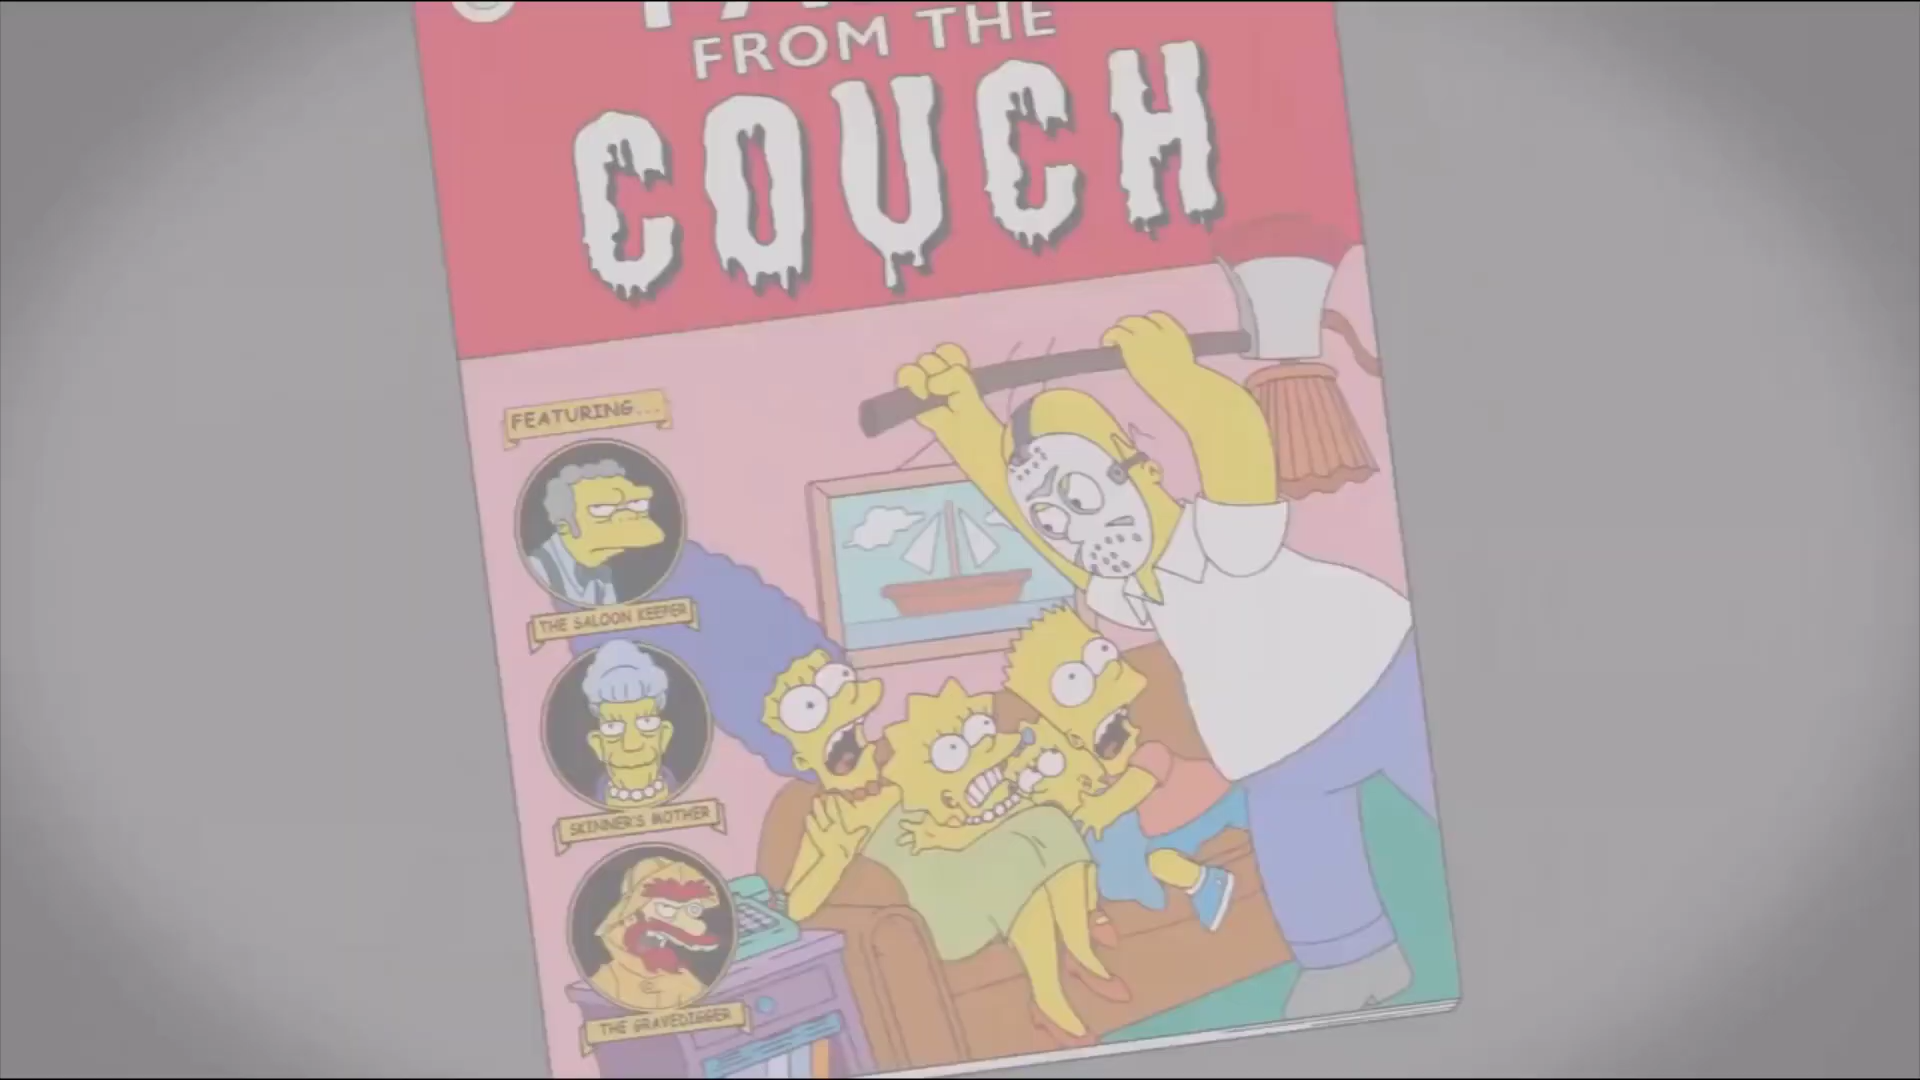 FROM THE
COUCH
FEATURING...
THE SALOON KEEPER
SKINNER'S MOTHER
THE GRAVEDIGGER